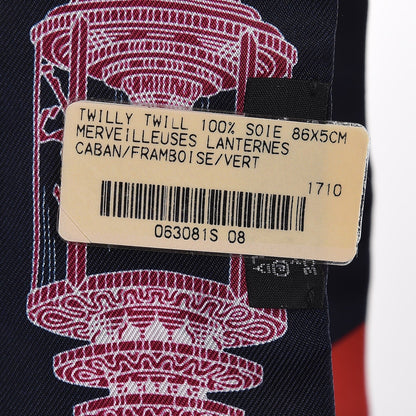 TWILLY TWILL 100% SOIE 86X5CM
MERVEILLEUSES LANTERNES
CABAN/FRAMBOISE/VERT
1710
063081S 08